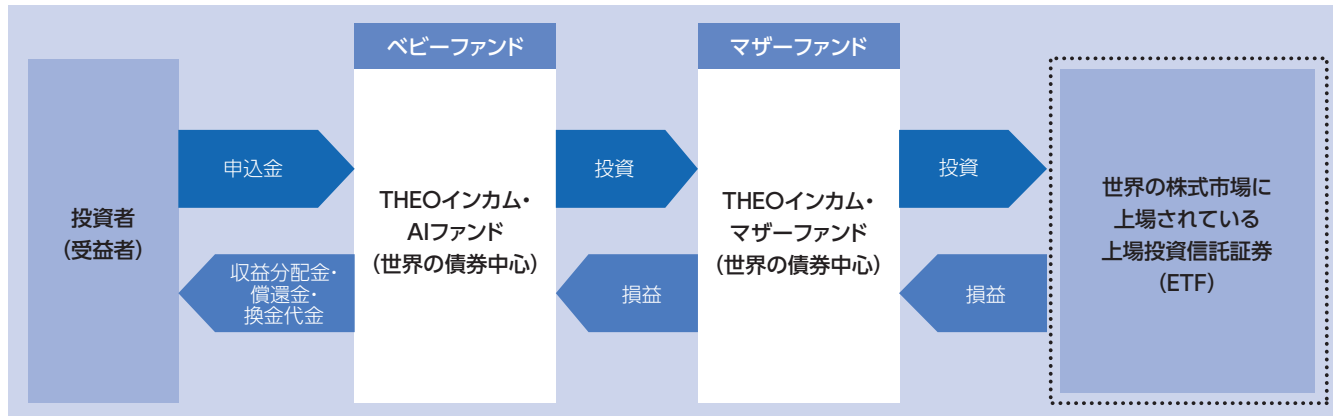 ベビーファンド
マザーファンド
投資者
(受益者)
申込金
収益分配金・
償還金・
換金代金
THEOインカム・
AIファンド
(世界の債券中心)
投資
損益
THEOインカム・
マザーファンド
(世界の債券中心)
投資
損益
世界の株式市場に
上場されている
上場投資信託証券
(ETF)